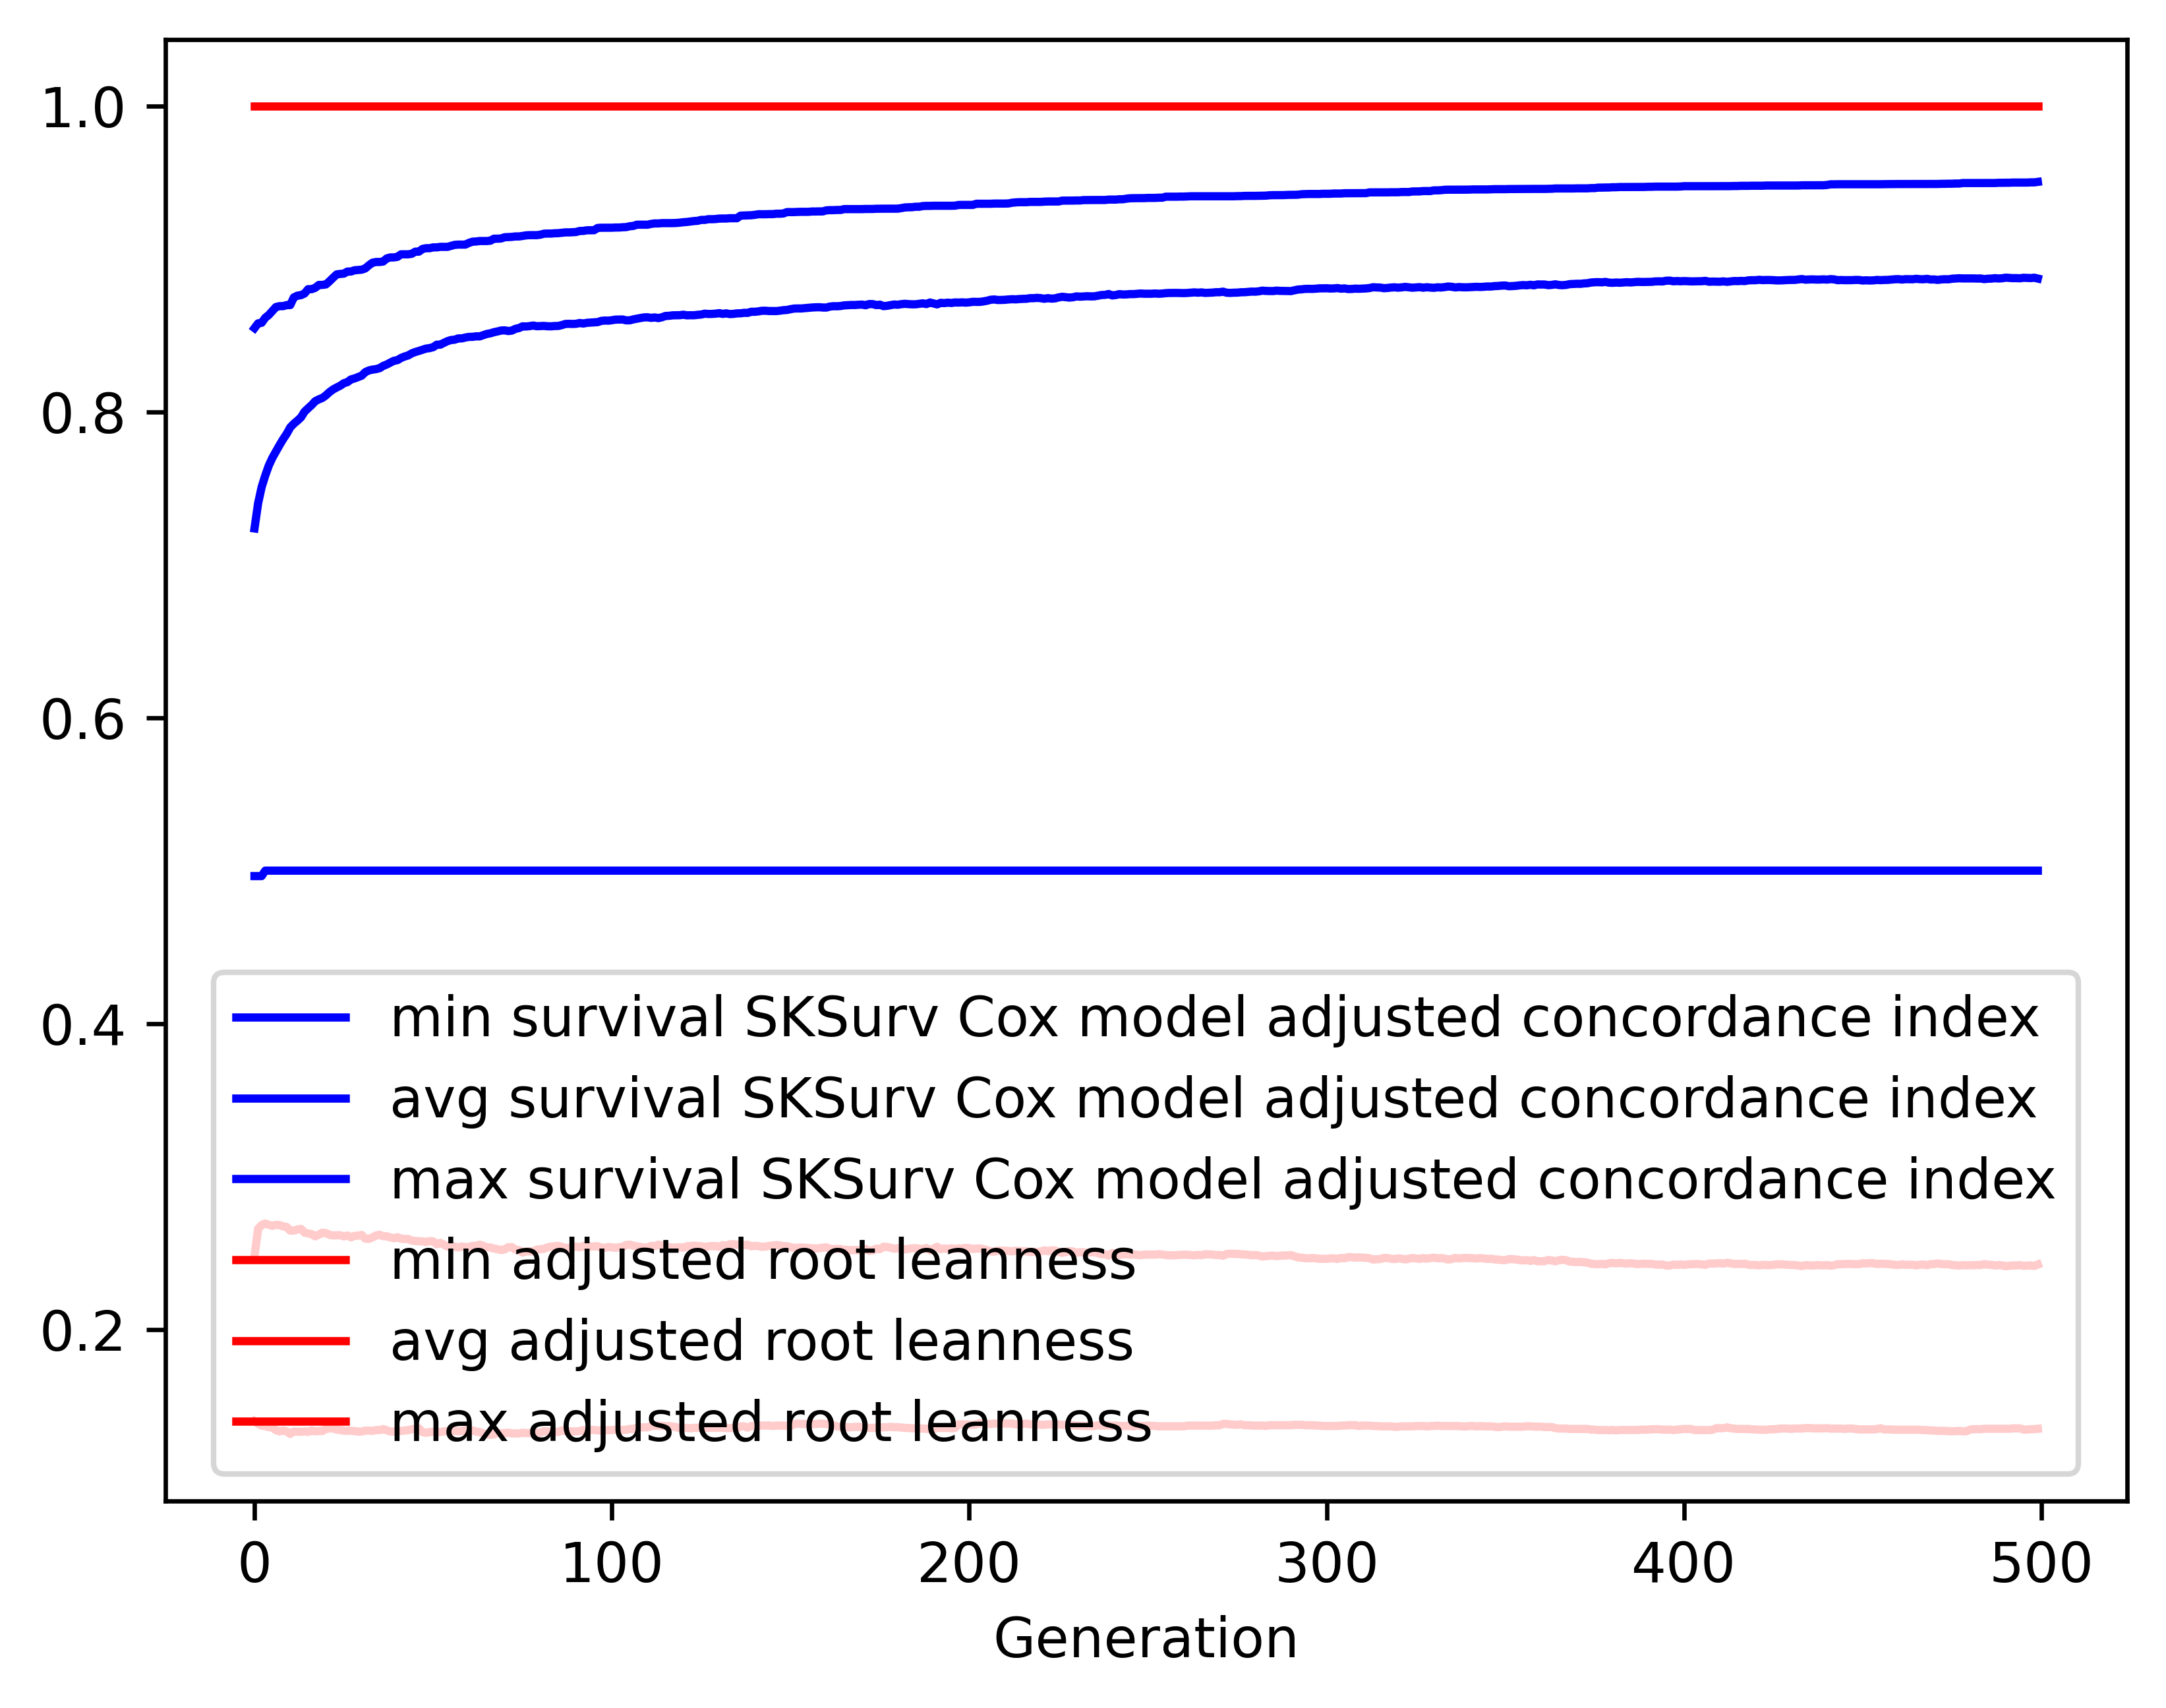 1.0
0.8
0.6
0.4
0.2
min survival SKSurv Cox model adjusted concordance index
avg survival SKSurv Cox model adjusted concordance index
max survival SKSurv Cox model adjusted concordance index
min adjusted root leanness
avg adjusted root leanness
max adjusted root leanness
0 100 200 300 400 500
Generation